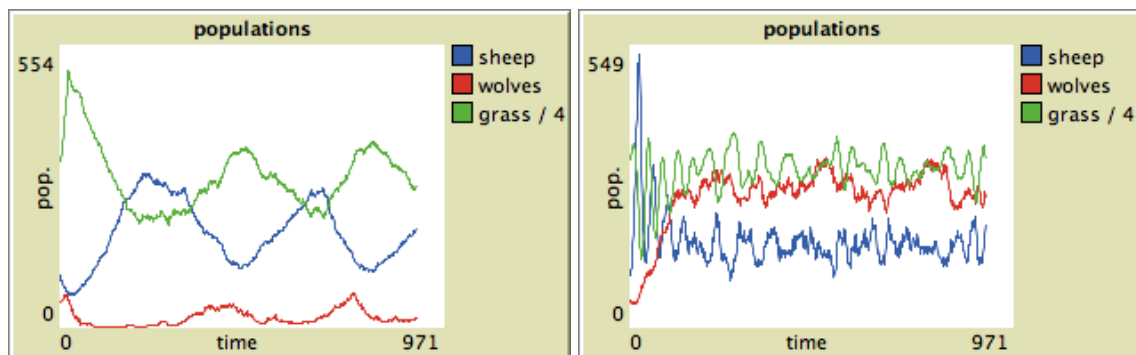 populations
554
pop.
0
0
time
971
sheep
wolves
grass / 4
populations
549
pop.
0
0
time
971
sheep
wolves
grass / 4